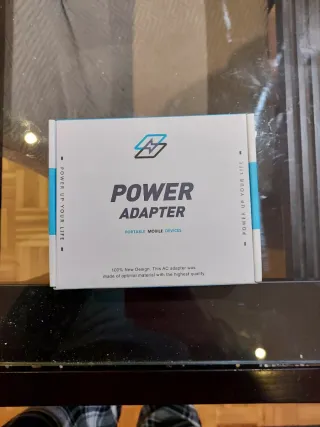 POWER
ADAPTER
PORTABLE MOBILE DEVICES
100% New Design. This AC adapter was
made of optimal material with the highest quality.
POWER UP YOUR LIFE
POWER UP YOUR LIFE